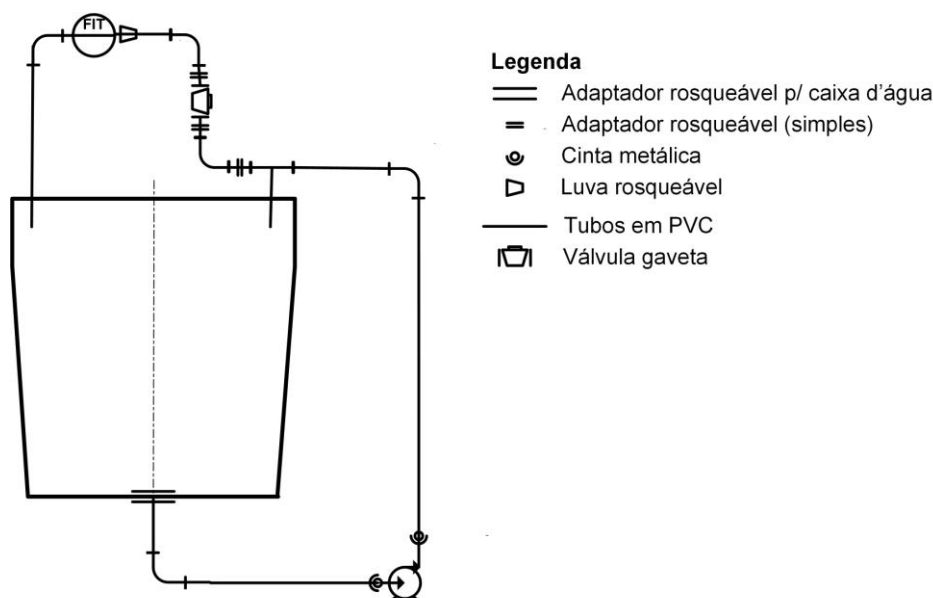 FIT
Legenda
Adaptador rosqueável p/ caixa d'água
Adaptador rosqueável (simples)
Cinta metálica
Luva rosqueável
Tubos em PVC
Válvula gaveta